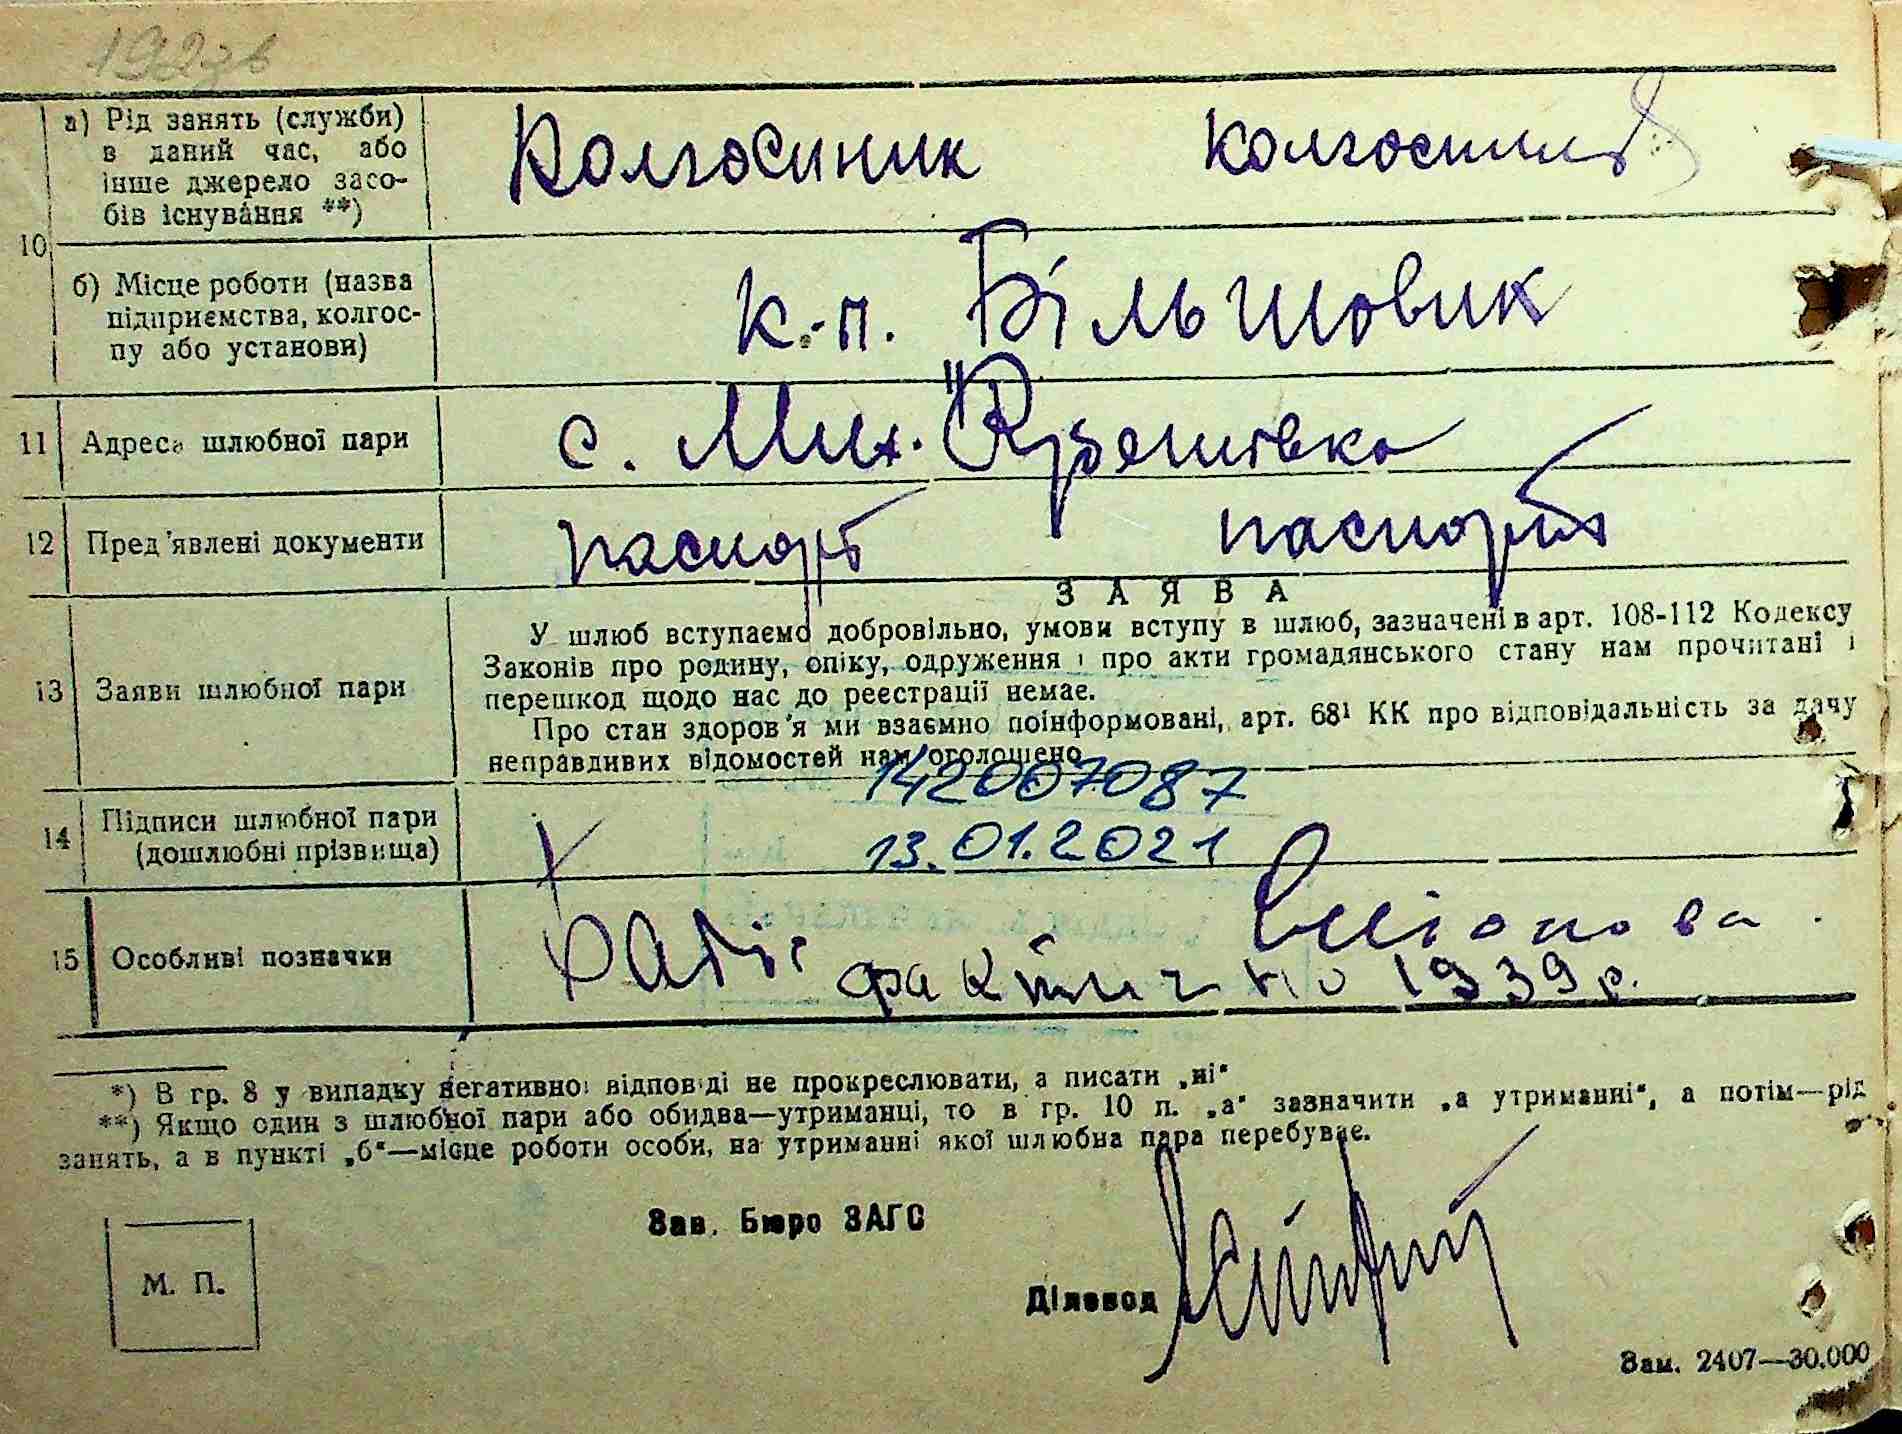 а) Рід занять (служби)
в даний час, або
інше джерело засо-
бів існування **)
Колгоспник
10
б) Місце роботи (назва
підприємства, колгос-
пу або установи)
к.-п. Більшовик
11 Адреса шлюбної пари
с. Мих.
12 Пред'явлені документи
паспорт паспорт
ЗАЯВА
13 Заяви шлюбної пари
У шлюб вступаємо добровільно, умови вступу в шлюб, зазначені в арт. 108-112 Кодексу
Законів про родину, опіку, одруження і про акти громадянського стану нам прочитані і
перешкод щодо нас до реєстрації немає.
Про стан здоров'я ми взаємно поінформовані, арт. 68¹ КК про відповідальність за дачу
неправдивих відомостей нам оголошено
142007087
14 Підписи шлюбної пари
(дошлюбні прізвища)
13.01.2021
15 Особливі позначки
фактично 1939 р.
*) В гр. 8 у випадку негативної відповіді не прокреслювати, а писати „ні“
**) Якщо один з шлюбної пари або обидва—утриманці, то в гр. 10 п. „а“ зазначити „а утриманні“, а потім—рід
занять, а в пункті „б“—місце роботи особи, на утриманні якої шлюбна пара перебуває.
Зав. Бюро ЗАГС
М. П.
Діловод
Зам. 2407—30.000